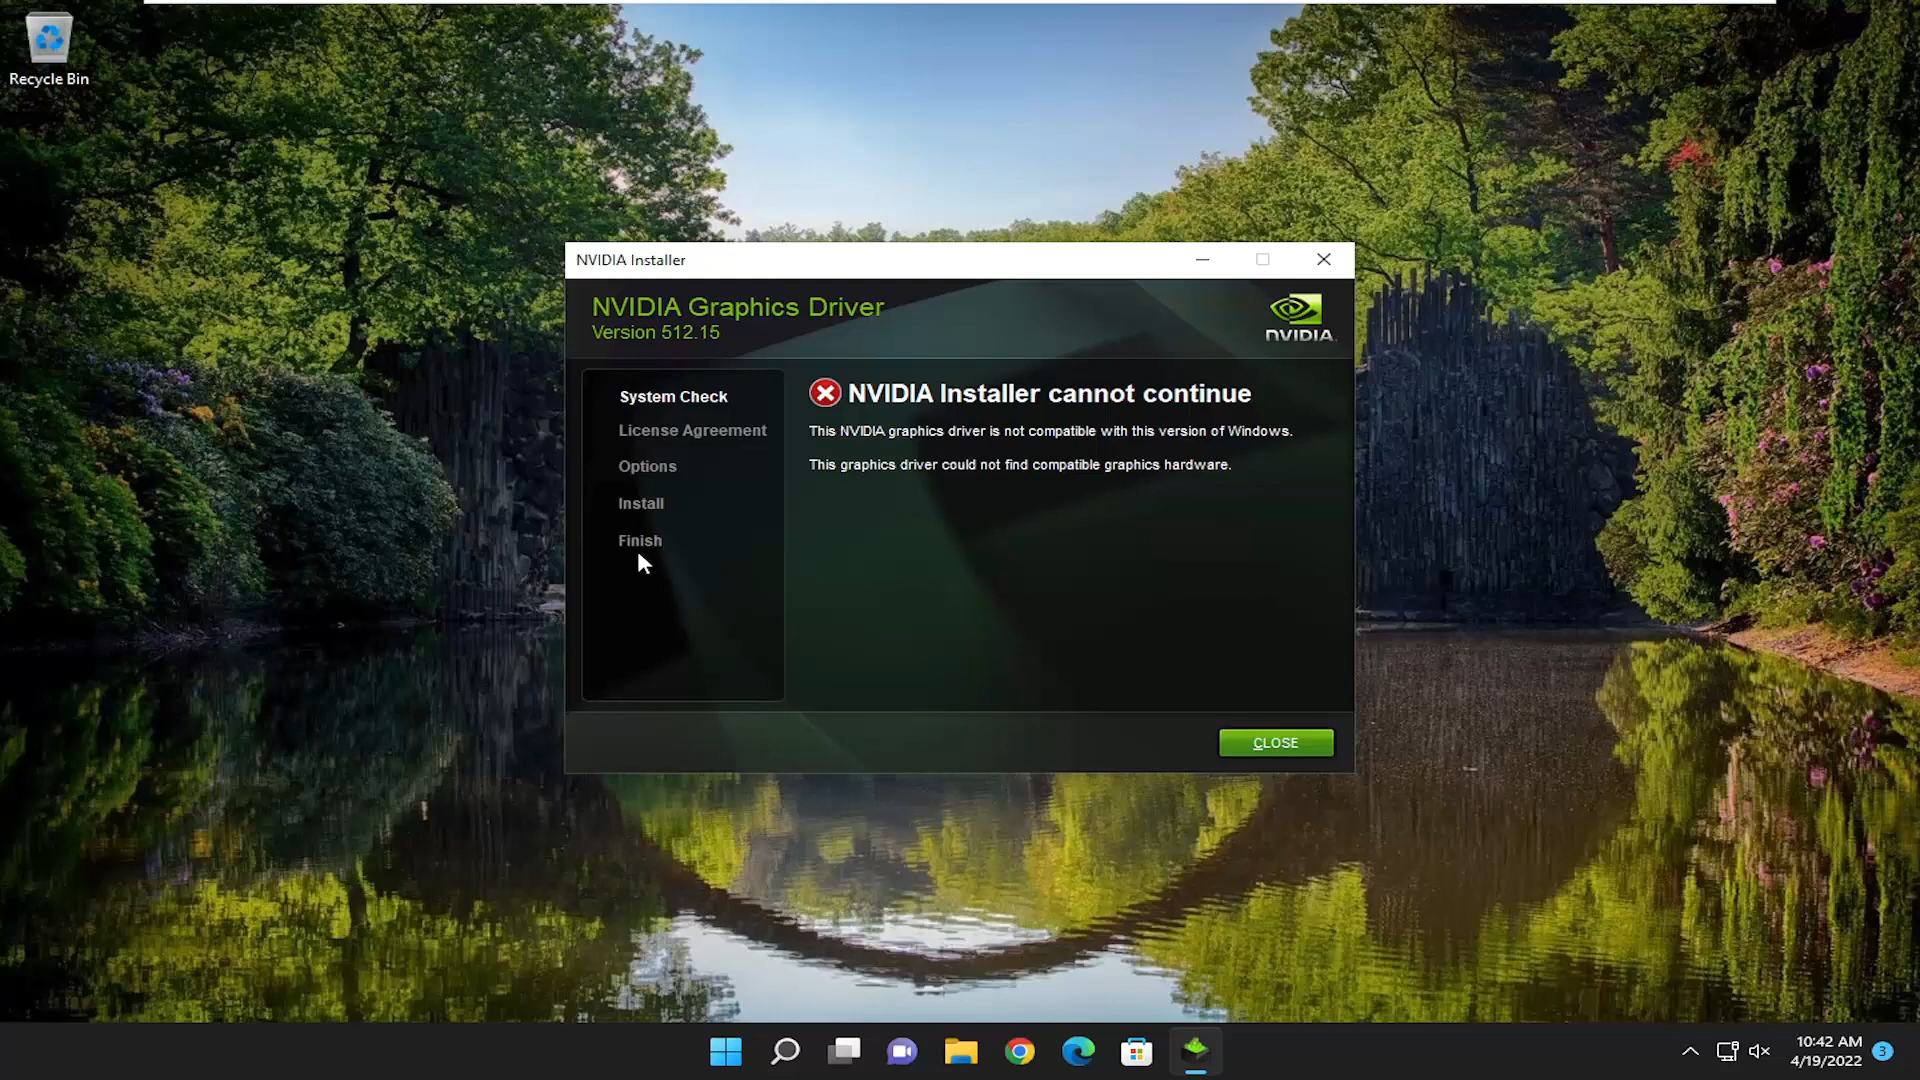 Recycle Bin
NVIDIA Installer
NVIDIA Graphics Driver
Version 512.15
NVIDIA
System Check
License Agreement
Options
Install
Finish
NVIDIA Installer cannot continue
This NVIDIA graphics driver is not compatible with this version of Windows.
This graphics driver could not find compatible graphics hardware.
CLOSE
10:42 AM
4/19/2022
3